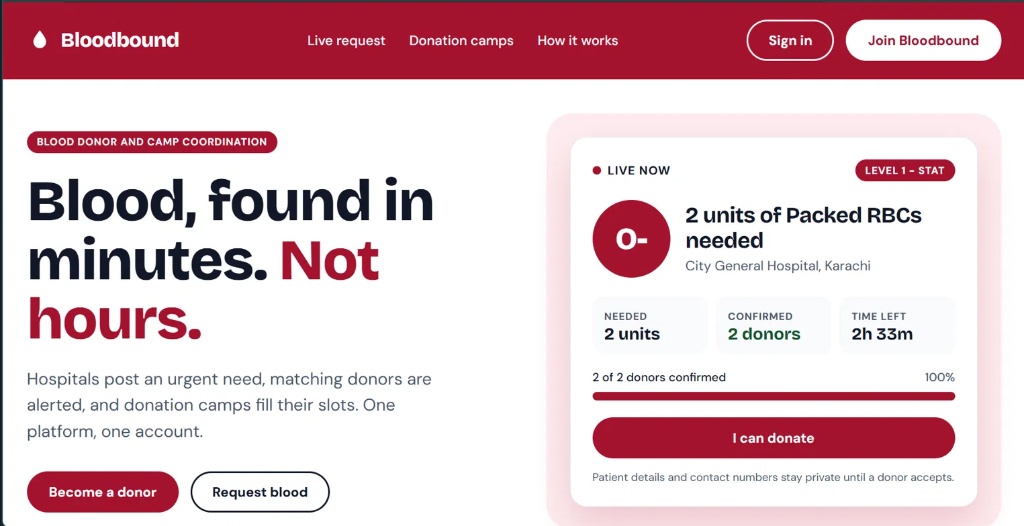 Bloodbound
Live request
Donation camps
How it works
Sign in
Join Bloodbound
BLOOD DONOR AND CAMP COORDINATION
Blood, found in
minutes. Not
hours.
Hospitals post an urgent need, matching donors are
alerted, and donation camps fill their slots. One
platform, one account.
Become a donor
Request blood
LIVE NOW
LEVEL 1 - STAT
O-
2 units of Packed RBCs
needed
City General Hospital, Karachi
NEEDED
2 units
CONFIRMED
2 donors
TIME LEFT
2h 33m
2 of 2 donors confirmed
100%
I can donate
Patient details and contact numbers stay private until a donor accepts.